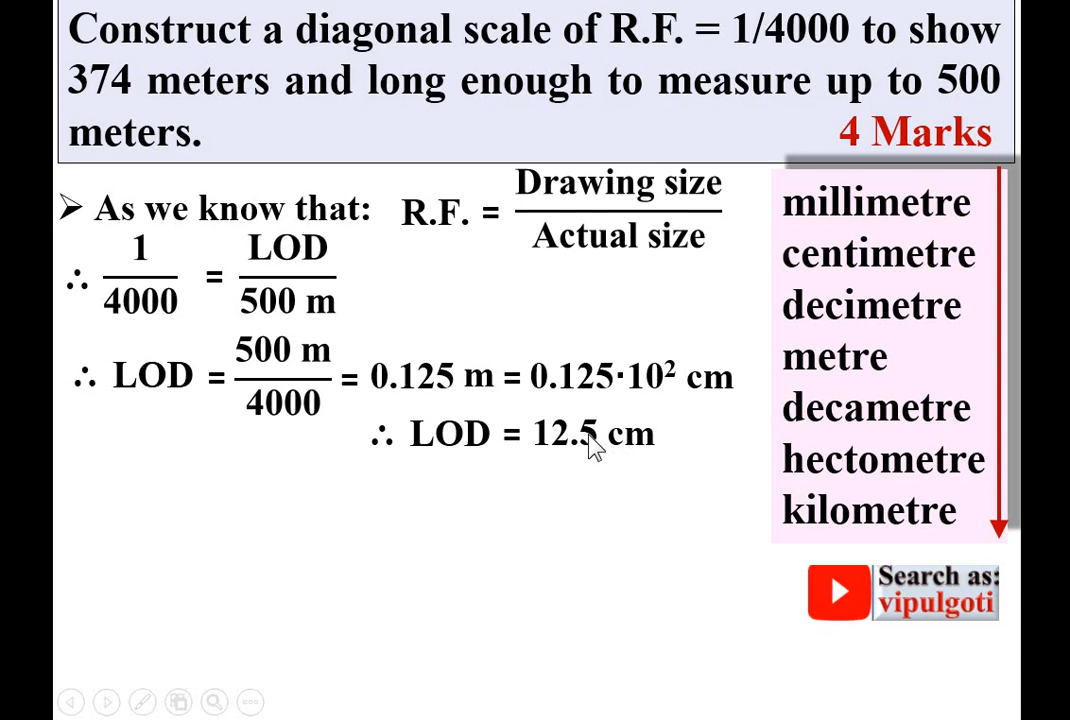 Construct a diagonal scale of R.F. = 1/4000 to show
374 meters and long enough to measure up to 500
meters. 4 Marks
➢ As we know that: R.F. = Drawing size / Actual size
∴ 1/4000 = LOD/500 m
∴ LOD = 500 m/4000 = 0.125 m = 0.125·10² cm
∴ LOD = 12.5 cm
millimetre
centimetre
decimetre
metre
decametre
hectometre
kilometre
Search as:
vipulgoti